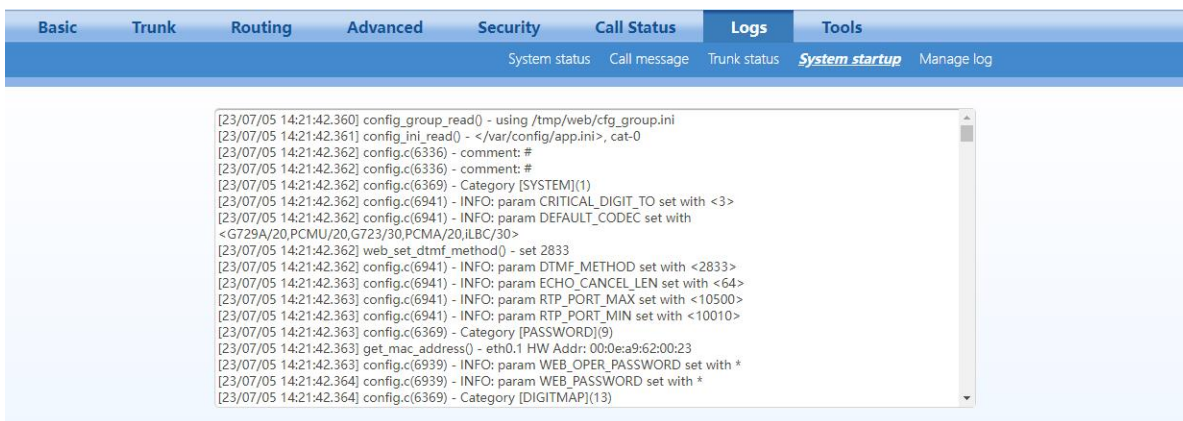 Basic Trunk Routing Advanced Security Call Status Logs Tools
System status Call message Trunk status System startup Manage log
[23/07/05 14:21:42.360] config_group_read() - using /tmp/web/cfg_group.ini
[23/07/05 14:21:42.361] config_ini_read() - </var/config/app.ini>, cat-0
[23/07/05 14:21:42.362] config.c(6336) - comment: #
[23/07/05 14:21:42.362] config.c(6336) - comment: #
[23/07/05 14:21:42.362] config.c(6369) - Category [SYSTEM](1)
[23/07/05 14:21:42.362] config.c(6941) - INFO: param CRITICAL_DIGIT_TO set with <3>
[23/07/05 14:21:42.362] config.c(6941) - INFO: param DEFAULT_CODEC set with
<G729A/20,PCMU/20,G723/30,PCMA/20,iLBC/30>
[23/07/05 14:21:42.362] web_set_dtmf_method() - set 2833
[23/07/05 14:21:42.362] config.c(6941) - INFO: param DTMF_METHOD set with <2833>
[23/07/05 14:21:42.363] config.c(6941) - INFO: param ECHO_CANCEL_LEN set with <64>
[23/07/05 14:21:42.363] config.c(6941) - INFO: param RTP_PORT_MAX set with <10500>
[23/07/05 14:21:42.363] config.c(6941) - INFO: param RTP_PORT_MIN set with <10010>
[23/07/05 14:21:42.363] config.c(6369) - Category [PASSWORD](9)
[23/07/05 14:21:42.363] get_mac_address() - eth0.1 HW Addr: 00:0e:a9:62:00:23
[23/07/05 14:21:42.363] config.c(6939) - INFO: param WEB_OPER_PASSWORD set with *
[23/07/05 14:21:42.364] config.c(6939) - INFO: param WEB_PASSWORD set with *
[23/07/05 14:21:42.364] config.c(6369) - Category [DIGITMAP](13)